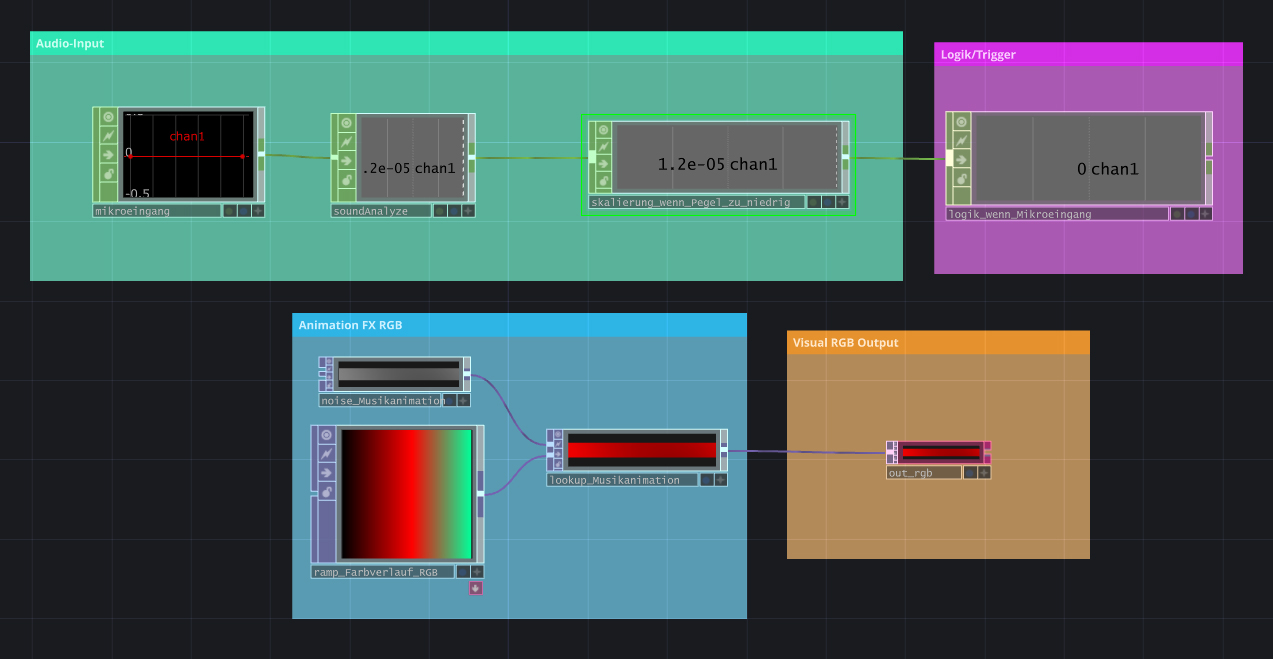 Audio-Input
Logik/Trigger
chan1
0
-0.5
.2e-05 chan1
1.2e-05 chan1
0 chan1
mikroeingang
soundAnalyze
skalierung_wenn_Pegel_zu_niedrig
logik_wenn_Mikroeingang
Animation FX RGB
Visual RGB Output
noise_Musikanimation
lookup_Musikanimation
out_rgb
ramp_Farbverlauf_RGB